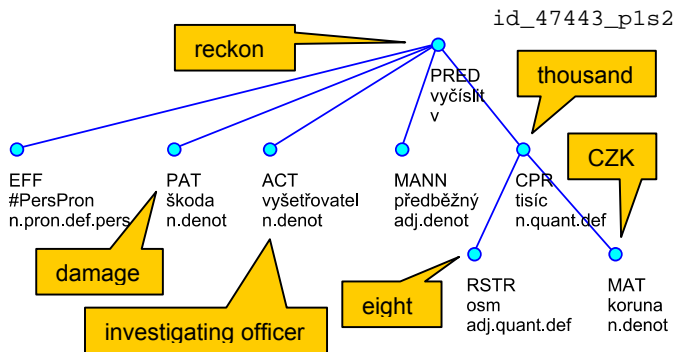 id_47443_p1s2
reckon
PRED
vyčíslit
v
thousand
CZK
EFF
#PersPron
n.pron.def.pers
PAT
škoda
n.denot
ACT
vyšetřovatel
n.denot
MANN
předběžný
adj.denot
CPR
tisíc
n.quant.def
damage
investigating officer
eight
RSTR
osm
adj.quant.def
MAT
koruna
n.denot